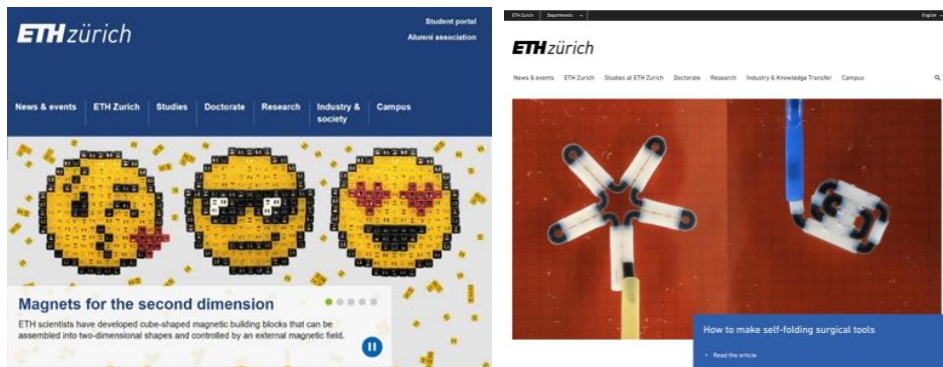 ETH zürich
Student portal
Alumni association
News & events
ETH Zurich
Studies
Doctorate
Research
Industry &
society
Campus
Magnets for the second dimension
ETH scientists have developed cube-shaped magnetic building blocks that can be
assembled into two-dimensional shapes and controlled by an external magnetic field.
ETH Zurich
Departments
English
ETH zürich
News & events
ETH Zurich
Studies at ETH Zurich
Doctorate
Research
Industry & Knowledge Transfer
Campus
How to make self-folding surgical tools
Read the article